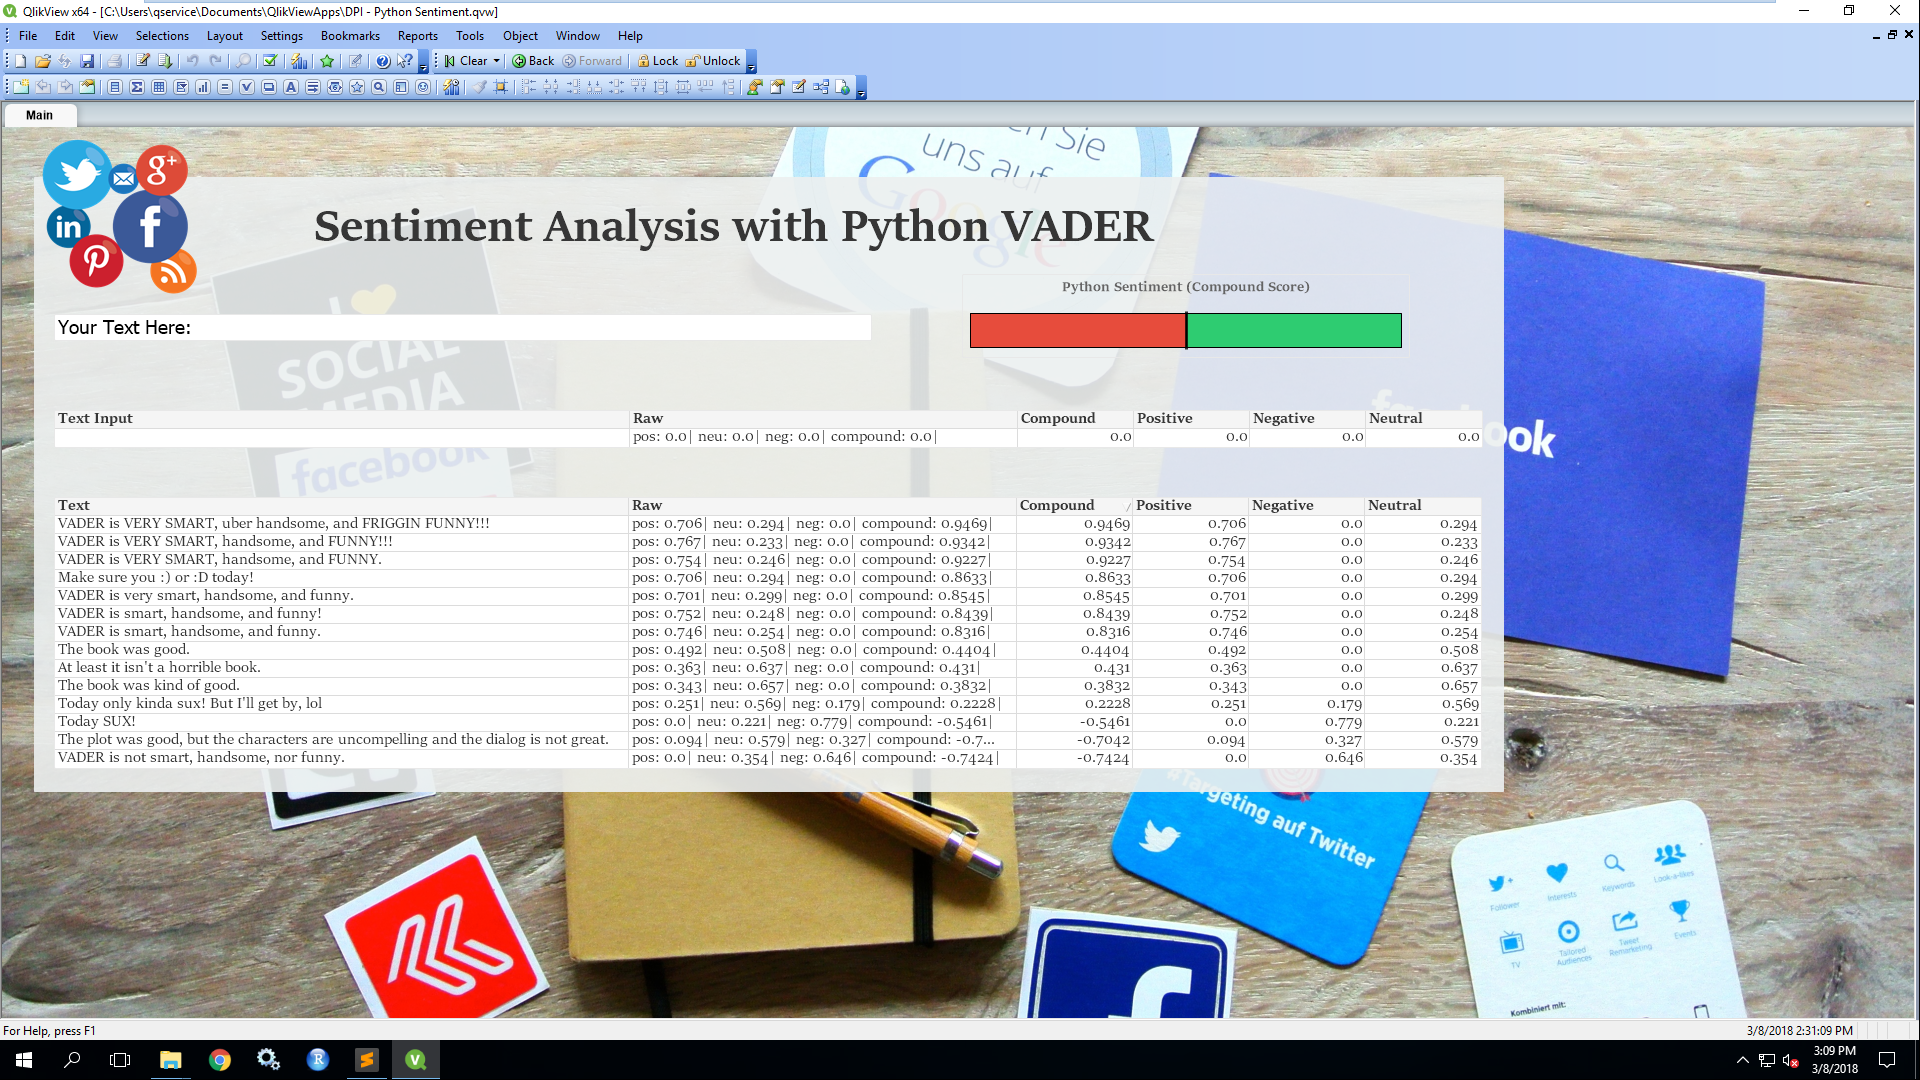 QlikView x64 - [C:\Users\qservice\Documents\QlikViewApps\DPI - Python Sentiment.qvw]
File Edit View Selections Layout Settings Bookmarks Reports Tools Object Window Help
Clear Back Forward Lock Unlock
Main
Sie
uns auf
Google
g+
in
f
Sentiment Analysis with Python VADER
Python Sentiment (Compound Score)
Your Text Here:
SOCIAL
MEDIA
facebook
Text Input Raw Compound Positive Negative Neutral
pos: 0.0| neu: 0.0| neg: 0.0| compound: 0.0| 0.0 0.0 0.0 0.0
facebook
Text Raw Compound Positive Negative Neutral
VADER is VERY SMART, uber handsome, and FRIGGIN FUNNY!!! pos: 0.706| neu: 0.294| neg: 0.0| compound: 0.9469| 0.9469 0.706 0.0 0.294
VADER is VERY SMART, handsome, and FUNNY!!! pos: 0.767| neu: 0.233| neg: 0.0| compound: 0.9342| 0.9342 0.767 0.0 0.233
VADER is VERY SMART, handsome, and FUNNY. pos: 0.754| neu: 0.246| neg: 0.0| compound: 0.9227| 0.9227 0.754 0.0 0.246
Make sure you :) or :D today! pos: 0.706| neu: 0.294| neg: 0.0| compound: 0.8633| 0.8633 0.706 0.0 0.294
VADER is very smart, handsome, and funny. pos: 0.701| neu: 0.299| neg: 0.0| compound: 0.8545| 0.8545 0.701 0.0 0.299
VADER is smart, handsome, and funny! pos: 0.752| neu: 0.248| neg: 0.0| compound: 0.8439| 0.8439 0.752 0.0 0.248
VADER is smart, handsome, and funny. pos: 0.746| neu: 0.254| neg: 0.0| compound: 0.8316| 0.8316 0.746 0.0 0.254
The book was good. pos: 0.492| neu: 0.508| neg: 0.0| compound: 0.4404| 0.4404 0.492 0.0 0.508
At least it isn't a horrible book. pos: 0.363| neu: 0.637| neg: 0.0| compound: 0.431| 0.431 0.363 0.0 0.637
The book was kind of good. pos: 0.343| neu: 0.657| neg: 0.0| compound: 0.3832| 0.3832 0.343 0.0 0.657
Today only kinda sux! But I'll get by, lol pos: 0.251| neu: 0.569| neg: 0.179| compound: 0.2228| 0.2228 0.251 0.179 0.569
Today SUX! pos: 0.0| neu: 0.221| neg: 0.779| compound: -0.5461| -0.5461 0.0 0.779 0.221
The plot was good, but the characters are uncompelling and the dialog is not great. pos: 0.094| neu: 0.579| neg: 0.327| compound: -0.7... -0.7042 0.094 0.327 0.579
VADER is not smart, handsome, nor funny. pos: 0.0| neu: 0.354| neg: 0.646| compound: -0.7424| -0.7424 0.0 0.646 0.354
#Targeting auf Twitter
Follower Interests Keywords Look-a-likes
TV Tailored Audiences Tweet Remarketing Events
Kombiniert mit:
f
For Help, press F1
3/8/2018 2:31:09 PM
3:09 PM
3/8/2018